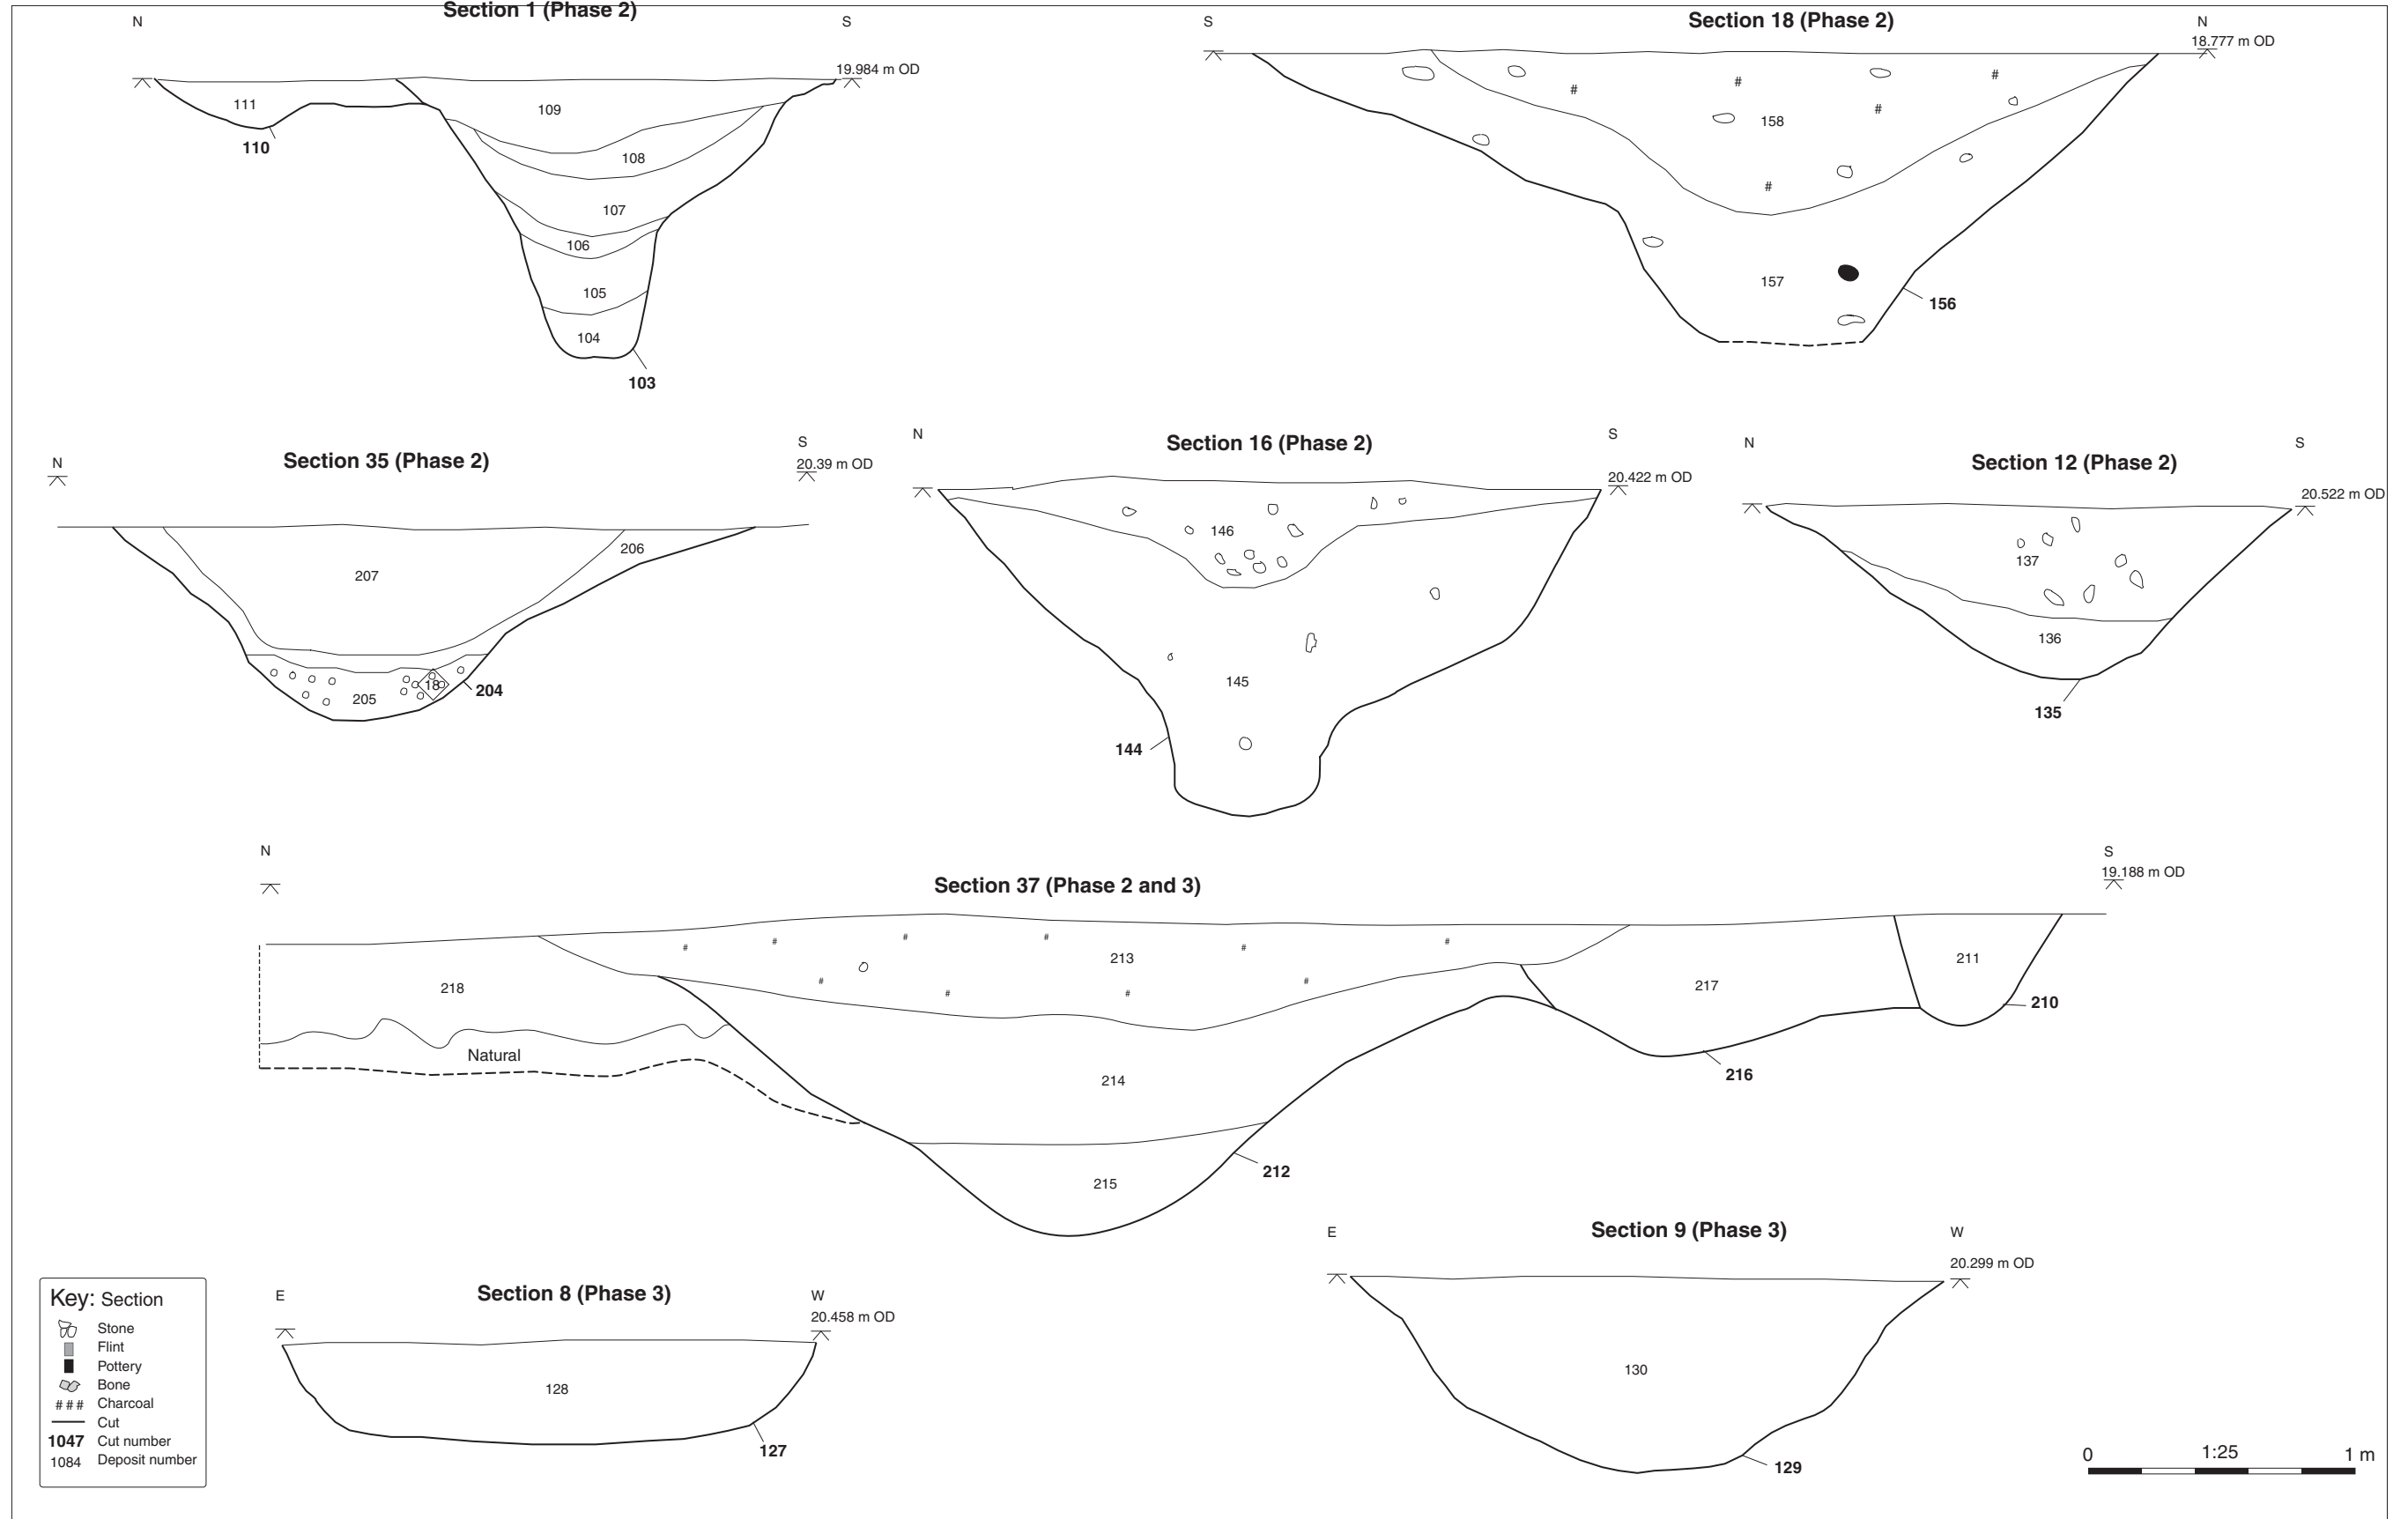 Section 1 (Phase 2)
N
S
19.984 m OD
111
109
110
108
107
106
105
104
103
S
Section 18 (Phase 2)
N
18.777 m OD
#
#
#
#
158
#
157
156
N
Section 35 (Phase 2)
S
20.39 m OD
206
207
18
205
204
N
Section 16 (Phase 2)
S
20.422 m OD
146
145
144
N
Section 12 (Phase 2)
S
20.522 m OD
137
136
135
N
Section 37 (Phase 2 and 3)
S
19.188 m OD
# # # # # # #
213
211
218
# # # #
217
210
Natural
214
216
212
215
E
Section 8 (Phase 3)
W
20.458 m OD
128
127
E
Section 9 (Phase 3)
W
20.299 m OD
130
129
Key: Section
Stone
Flint
Pottery
Bone
# # # Charcoal
Cut
1047 Cut number
1084 Deposit number
0 1:25 1 m